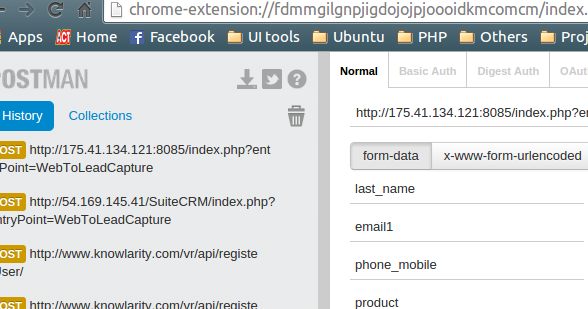 chrome-extension://fdmmgilgnpjigdojojpjoooidkmcomcm/index.
Apps ACT Home Facebook UI tools Ubuntu PHP Others Proj
POSTMAN
Normal Basic Auth Digest Auth OAut
History Collections
http://175.41.134.121:8085/index.php?en
form-data x-www-form-urlencoded
OST http://175.41.134.121:8085/index.php?ent
Point=WebToLeadCapture
OST http://54.169.145.41/SuiteCRM/index.php?
ntryPoint=WebToLeadCapture
OST http://www.knowlarity.com/vr/api/registe
User/
OST http://www.knowlarity.com/vr/api/registe
last_name
email1
phone_mobile
product